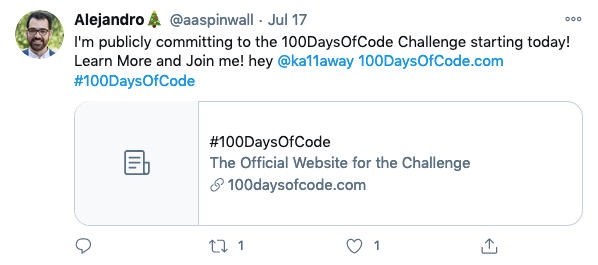 Alejandro🎄 @aaspinwall · Jul 17
I'm publicly committing to the 100DaysOfCode Challenge starting today!
Learn More and Join me! hey @ka11away 100DaysOfCode.com
#100DaysOfCode
#100DaysOfCode
The Official Website for the Challenge
100daysofcode.com
1 1